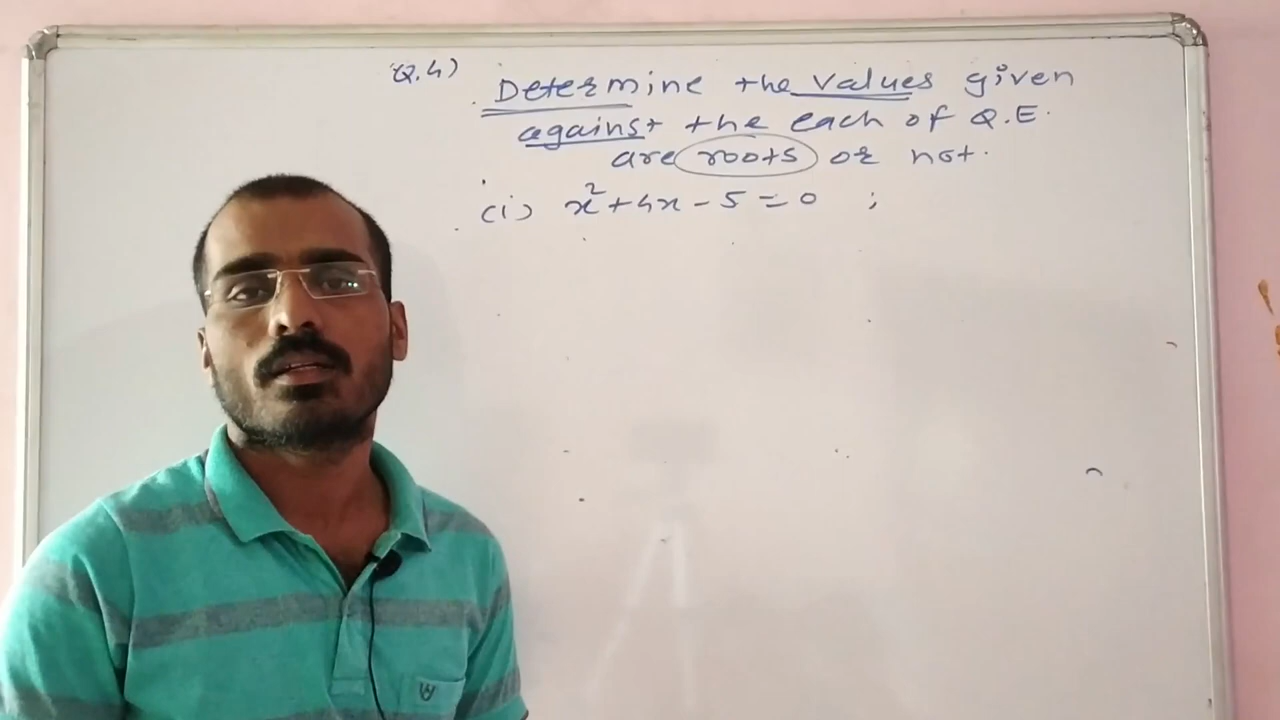 Q.4)
Determine the values given
against the each of Q.E.
are roots or not.
(i) x²+4x-5=0 ;